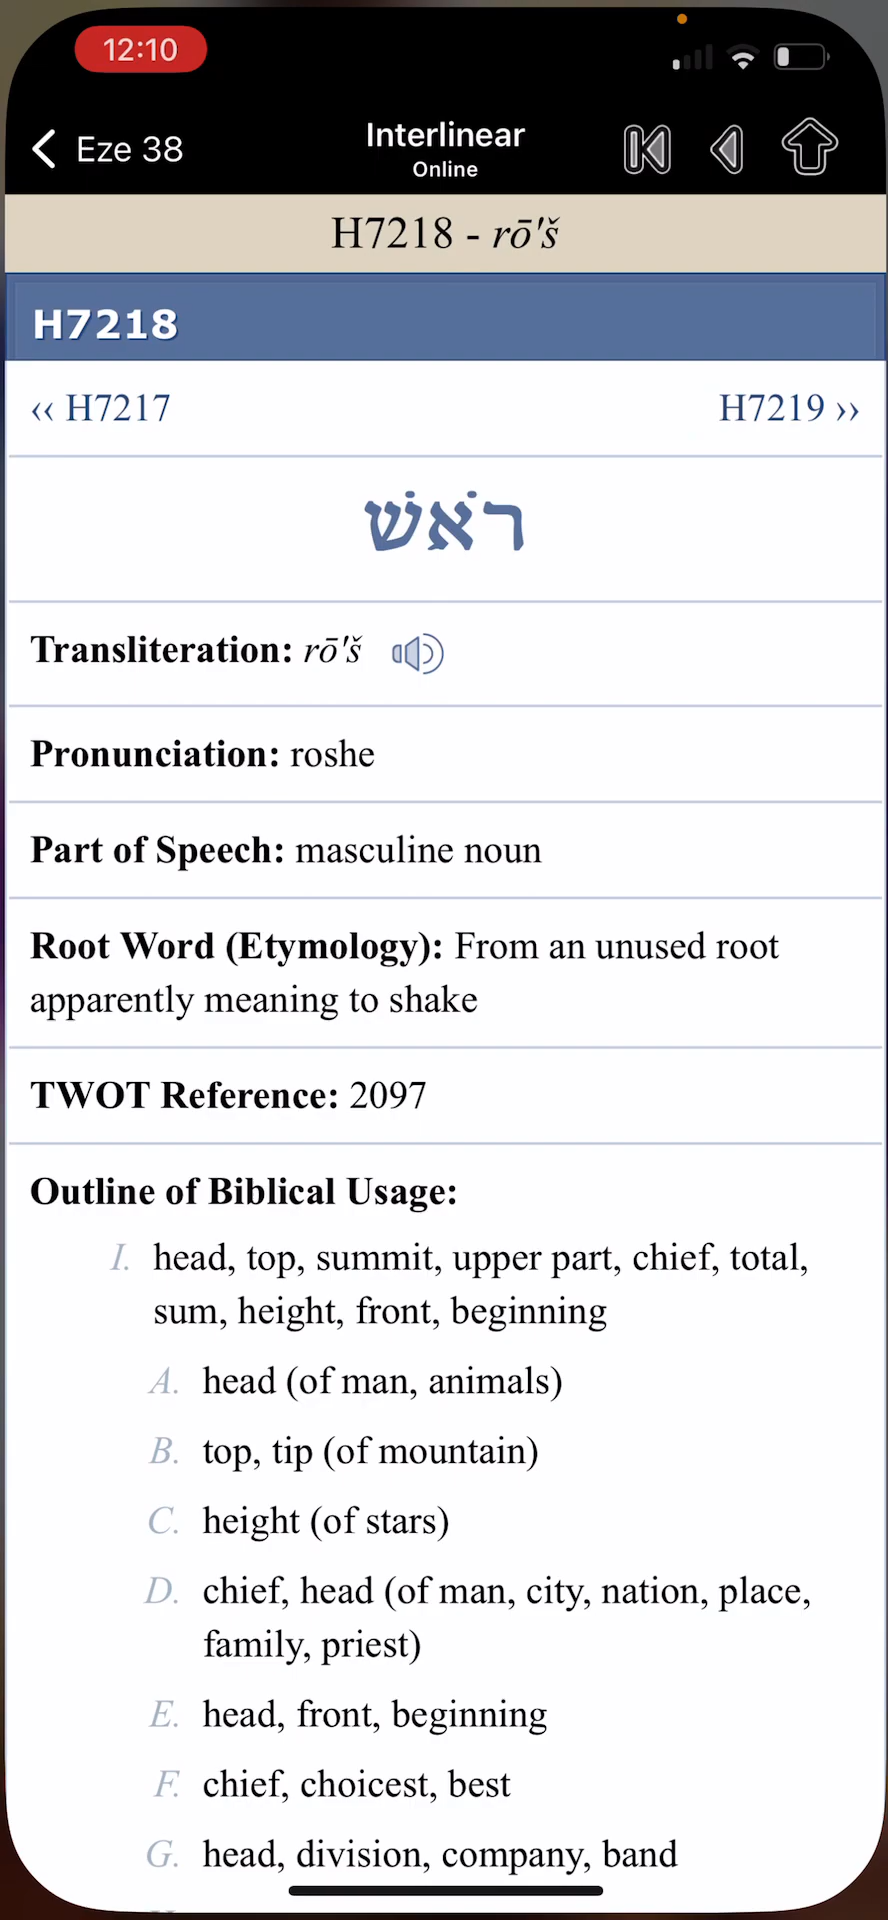 12:10
Eze 38
Interlinear
Online
H7218 - rō'š
H7218
‹‹ H7217
H7219 ››
רֹאשׁ
Transliteration: rō'š
Pronunciation: roshe
Part of Speech: masculine noun
Root Word (Etymology): From an unused root
apparently meaning to shake
TWOT Reference: 2097
Outline of Biblical Usage:
I. head, top, summit, upper part, chief, total,
sum, height, front, beginning
A. head (of man, animals)
B. top, tip (of mountain)
C. height (of stars)
D. chief, head (of man, city, nation, place,
family, priest)
E. head, front, beginning
F. chief, choicest, best
G. head, division, company, band